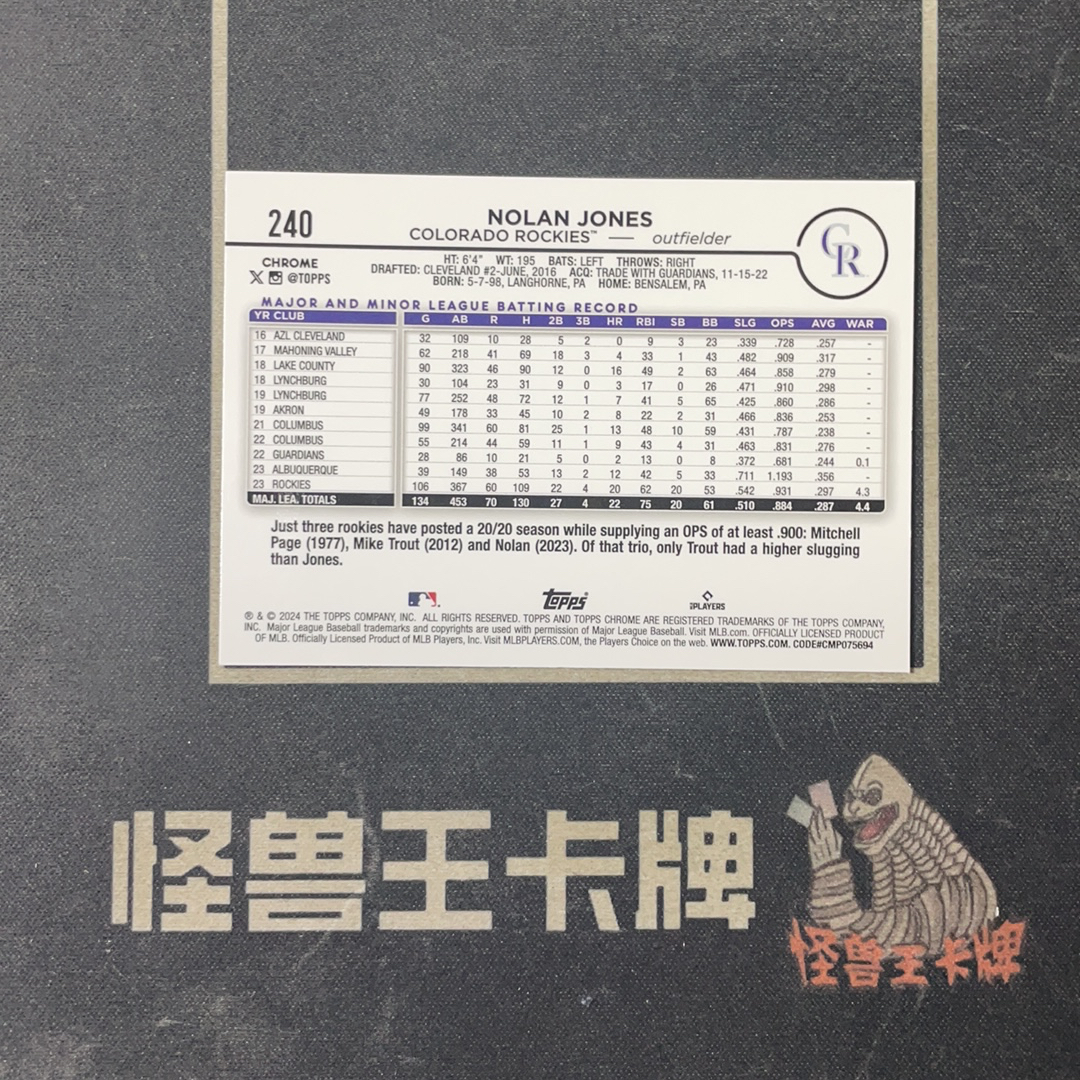 240
NOLAN JONES
COLORADO ROCKIES™ — outfielder
CR
CHROME
X @TOPPS
HT: 6'4" WT: 195 BATS: LEFT THROWS: RIGHT
DRAFTED: CLEVELAND #2-JUNE, 2016 ACQ: TRADE WITH GUARDIANS, 11-15-22
BORN: 5-7-98, LANGHORNE, PA HOME: BENSALEM, PA
MAJOR AND MINOR LEAGUE BATTING RECORD
YR CLUB G AB R H 2B 3B HR RBI SB BB SLG OPS AVG WAR
16 AZL CLEVELAND 32 109 10 28 5 2 0 9 3 23 .339 .728 .257 -
17 MAHONING VALLEY 62 218 41 69 18 3 4 33 1 43 .482 .909 .317 -
18 LAKE COUNTY 90 323 46 90 12 0 16 49 2 63 .464 .858 .279 -
18 LYNCHBURG 30 104 23 31 9 0 3 17 0 26 .471 .910 .298 -
19 LYNCHBURG 77 252 48 72 12 1 7 41 5 65 .425 .860 .286 -
19 AKRON 49 178 33 45 10 2 8 22 2 31 .466 .836 .253 -
21 COLUMBUS 99 341 60 81 25 1 13 48 10 59 .431 .787 .238 -
22 COLUMBUS 55 214 44 59 11 1 9 43 4 31 .463 .831 .276 -
22 GUARDIANS 28 86 10 21 5 0 2 13 0 8 .372 .681 .244 0.1
23 ALBUQUERQUE 39 149 38 53 13 2 12 42 5 33 .711 1.193 .356 -
23 ROCKIES 106 367 60 109 22 4 20 62 20 53 .542 .931 .297 4.3
MAJ. LEA. TOTALS 134 453 70 130 27 4 22 75 20 61 .510 .884 .287 4.4
Just three rookies have posted a 20/20 season while supplying an OPS of at least .900: Mitchell
Page (1977), Mike Trout (2012) and Nolan (2023). Of that trio, only Trout had a higher slugging
than Jones.
Topps®
PLAYERS
® & © 2024 THE TOPPS COMPANY, INC. ALL RIGHTS RESERVED. TOPPS AND TOPPS CHROME ARE REGISTERED TRADEMARKS OF THE TOPPS COMPANY,
INC. Major League Baseball trademarks and copyrights are used with permission of Major League Baseball. Visit MLB.com. OFFICIALLY LICENSED PRODUCT
OF MLB. Officially Licensed Product of MLB Players, Inc. Visit MLBPLAYERS.COM, the Players Choice on the web. WWW.TOPPS.COM. CODE#CMP075694
怪兽王卡牌
怪兽王卡牌